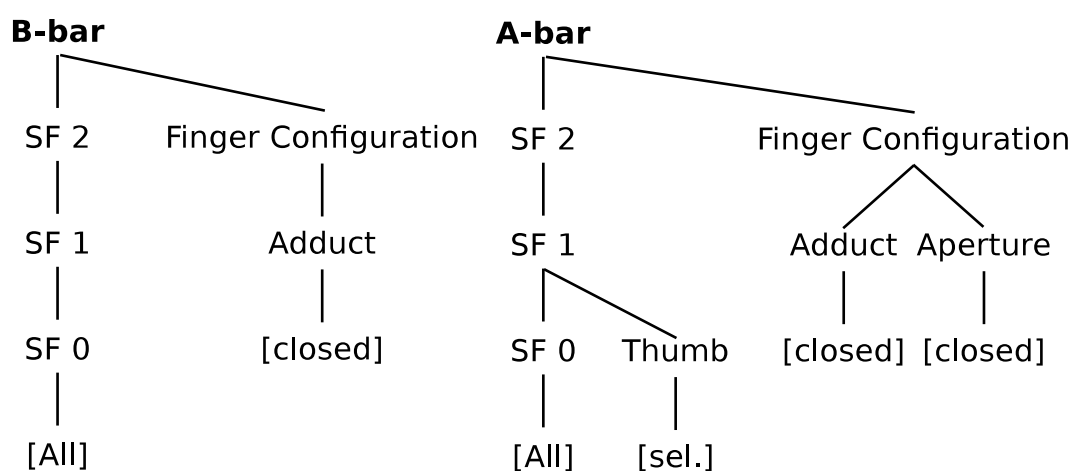 B-bar A-bar
SF 2 Finger Configuration SF 2 Finger Configuration
SF 1 Adduct SF 1 Adduct Aperture
SF 0 [closed] SF 0 Thumb [closed] [closed]
[All] [All] [sel.]